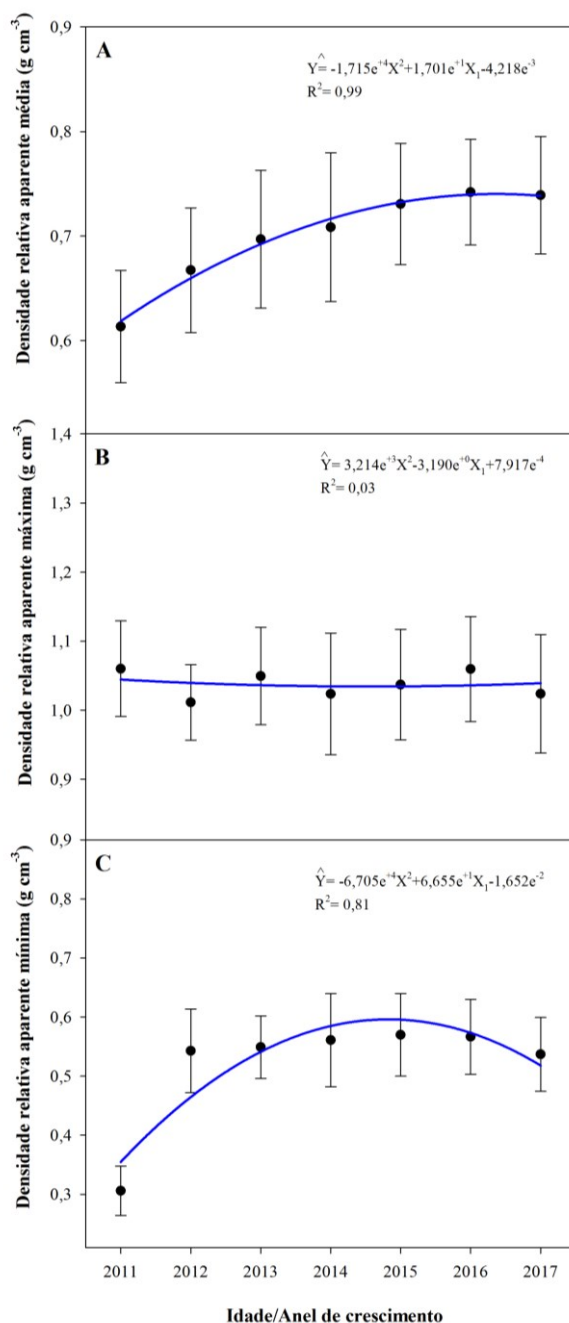 A
Ŷ= -1,715e⁺⁴X²+1,701e⁺¹X₁-4,218e⁻³
R²= 0,99
Densidade relativa aparente média (g cm⁻³)
0,9
0,8
0,7
0,6
B
Ŷ= 3,214e⁺³X²-3,190e⁺⁰X₁+7,917e⁻⁴
R²= 0,03
Densidade relativa aparente máxima (g cm⁻³)
1,4
1,3
1,2
1,1
1,0
0,9
C
Ŷ= -6,705e⁺⁴X²+6,655e⁺¹X₁-1,652e⁻²
R²= 0,81
Densidade relativa aparente mínima (g cm⁻³)
0,9
0,8
0,7
0,6
0,5
0,4
0,3
2011 2012 2013 2014 2015 2016 2017
Idade/Anel de crescimento